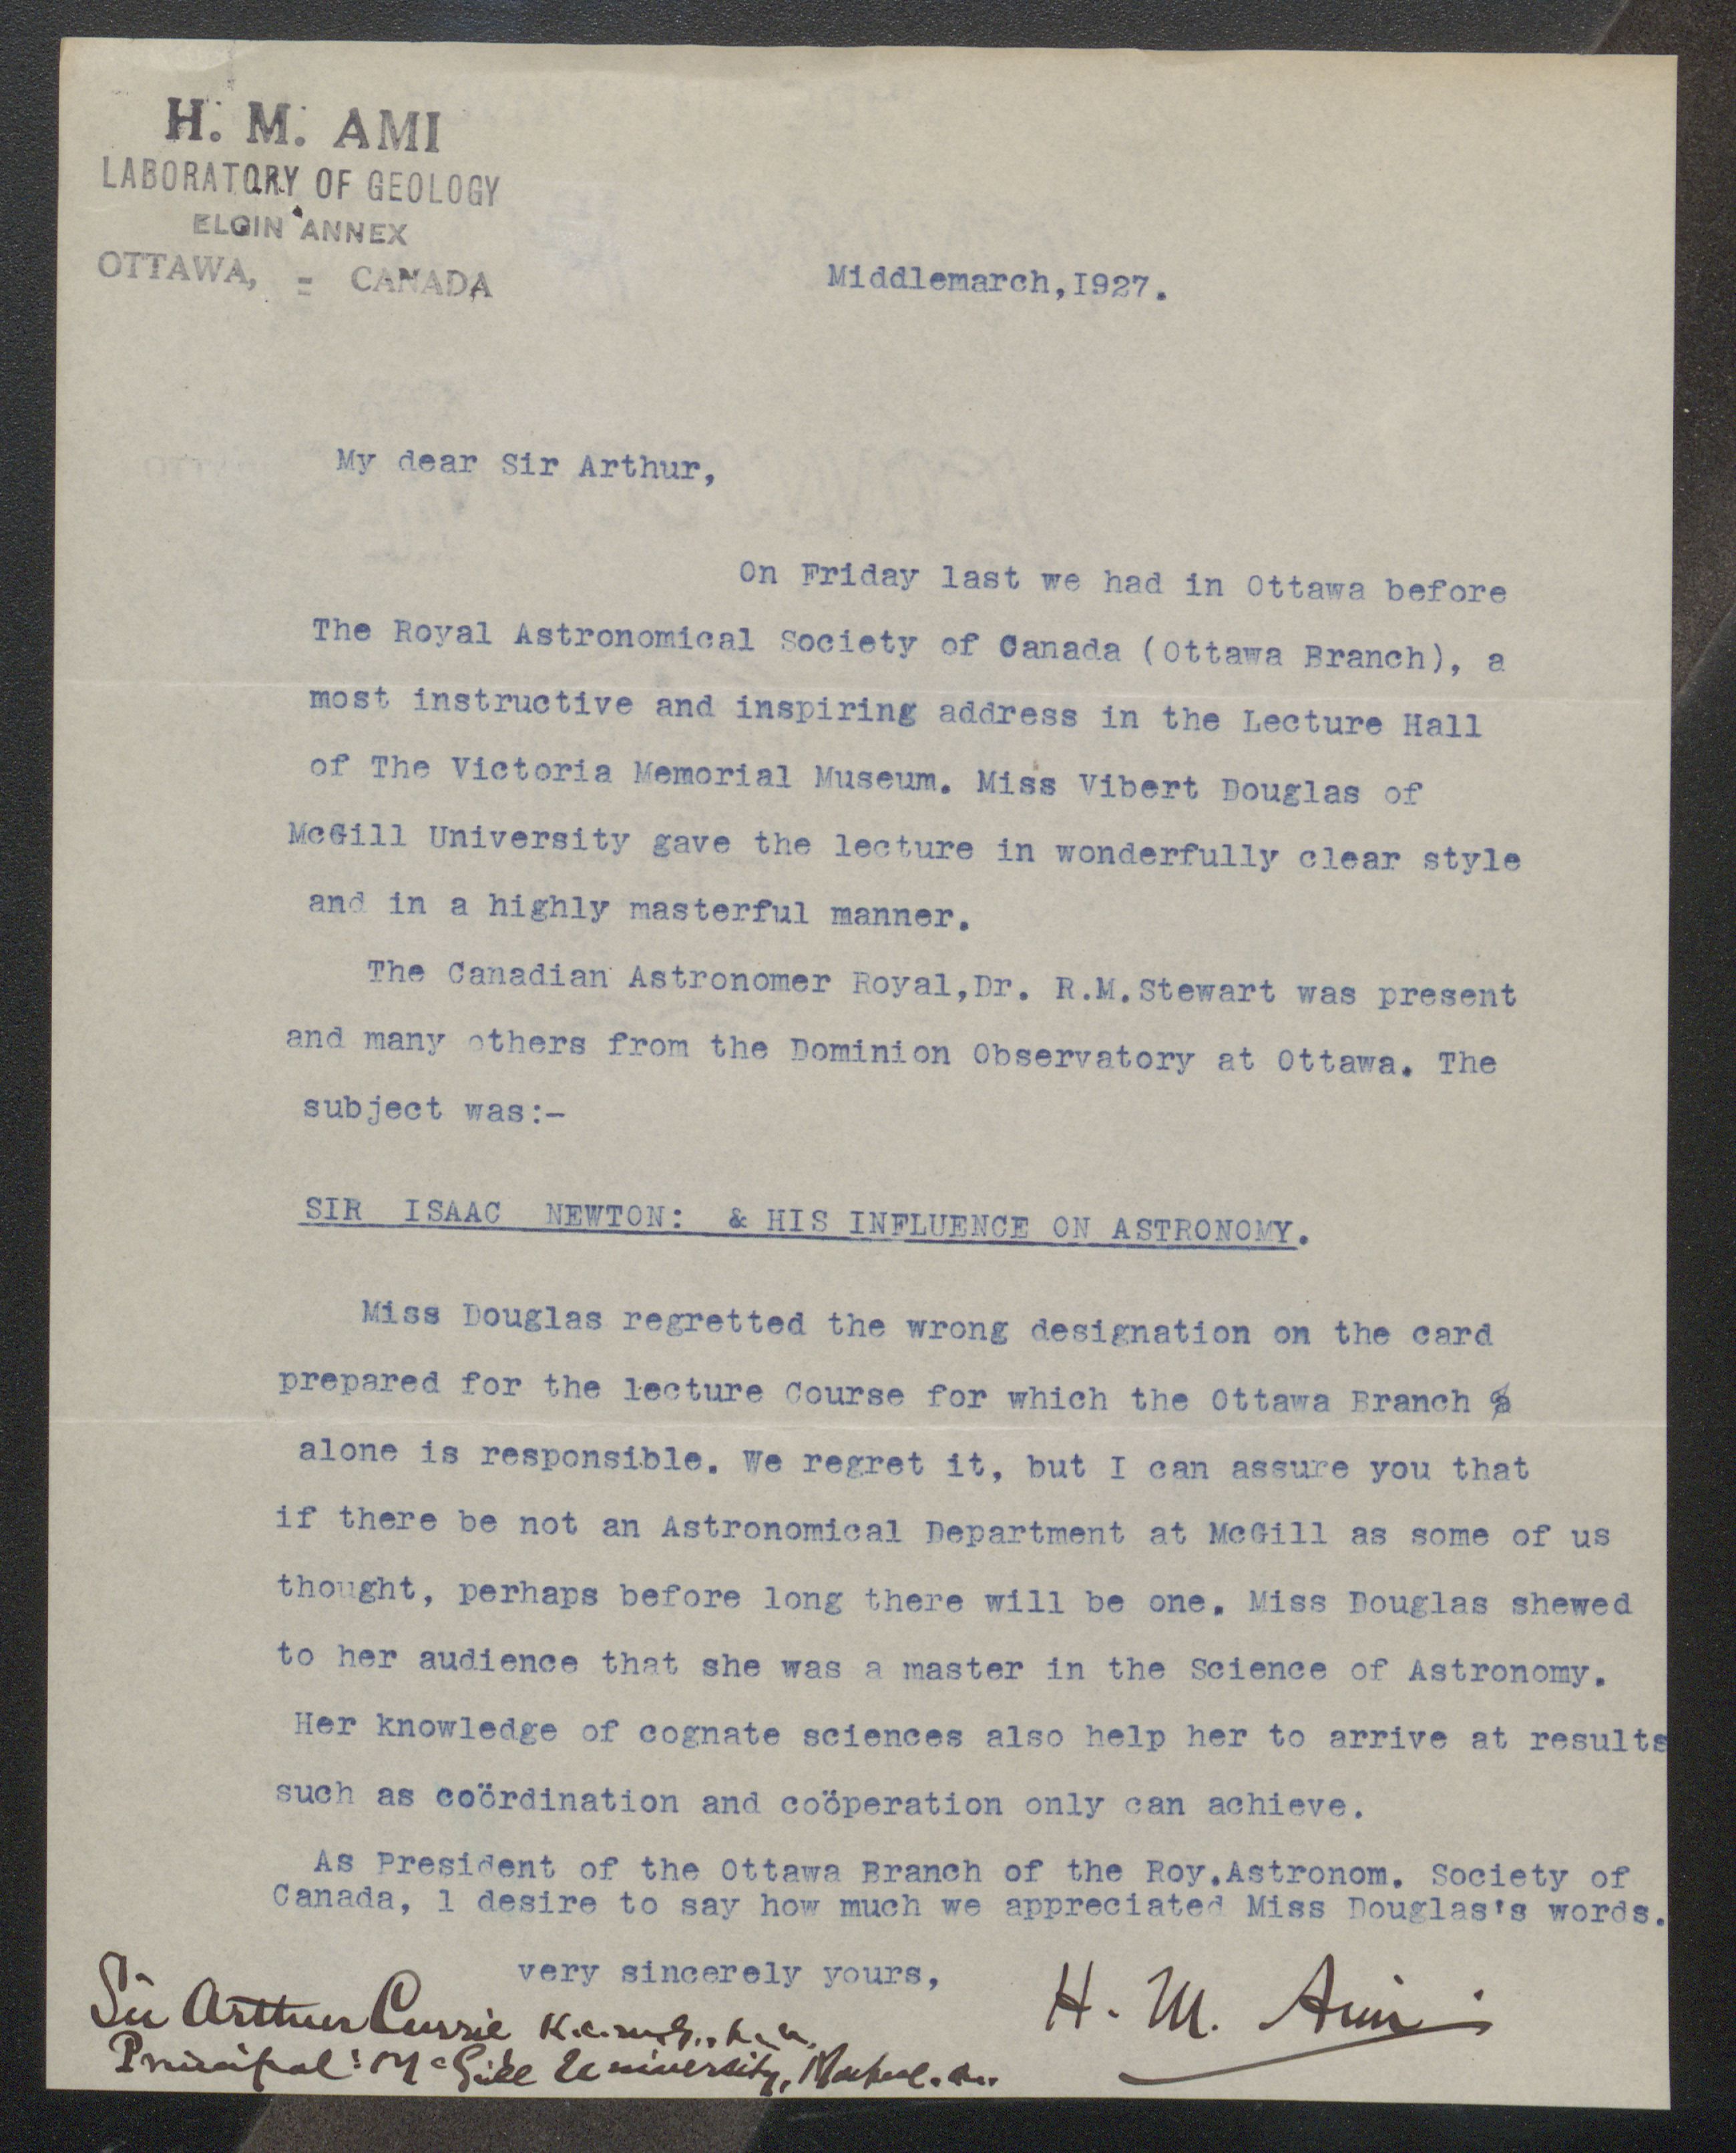 H. M. AMI
LABORATORY OF GEOLOGY
ELGIN ANNEX
OTTAWA, = CANADA
Middlemarch,I927.
My dear Sir Arthur,
On Friday last we had in Ottawa before
The Royal Astronomical Society of Canada (Ottawa Branch), a
most instructive and inspiring address in the Lecture Hall
of The Victoria Memorial Museum. Miss Vibert Douglas of
McGill University gave the lecture in wonderfully clear style
and in a highly masterful manner.
The Canadian Astronomer Royal,Dr. R.M.Stewart was present
and many others from the Dominion Observatory at Ottawa. The
subject was:-
SIR ISAAC NEWTON: & HIS INFLUENCE ON ASTRONOMY.
Miss Douglas regretted the wrong designation on the card
prepared for the lecture Course for which the Ottawa Branch
alone is responsible. We regret it, but I can assure you that
if there be not an Astronomical Department at McGill as some of us
thought, perhaps before long there will be one. Miss Douglas shewed
to her audience that she was a master in the Science of Astronomy.
Her knowledge of cognate sciences also help her to arrive at results
such as coördination and coöperation only can achieve.
As President of the Ottawa Branch of the Roy.Astronom. Society of
Canada, l desire to say how much we appreciated Miss Douglas's words.
very sincerely yours,
H. M. Ami
Sir Arthur Currie K.C.M.G.,
Principal: McGill University,